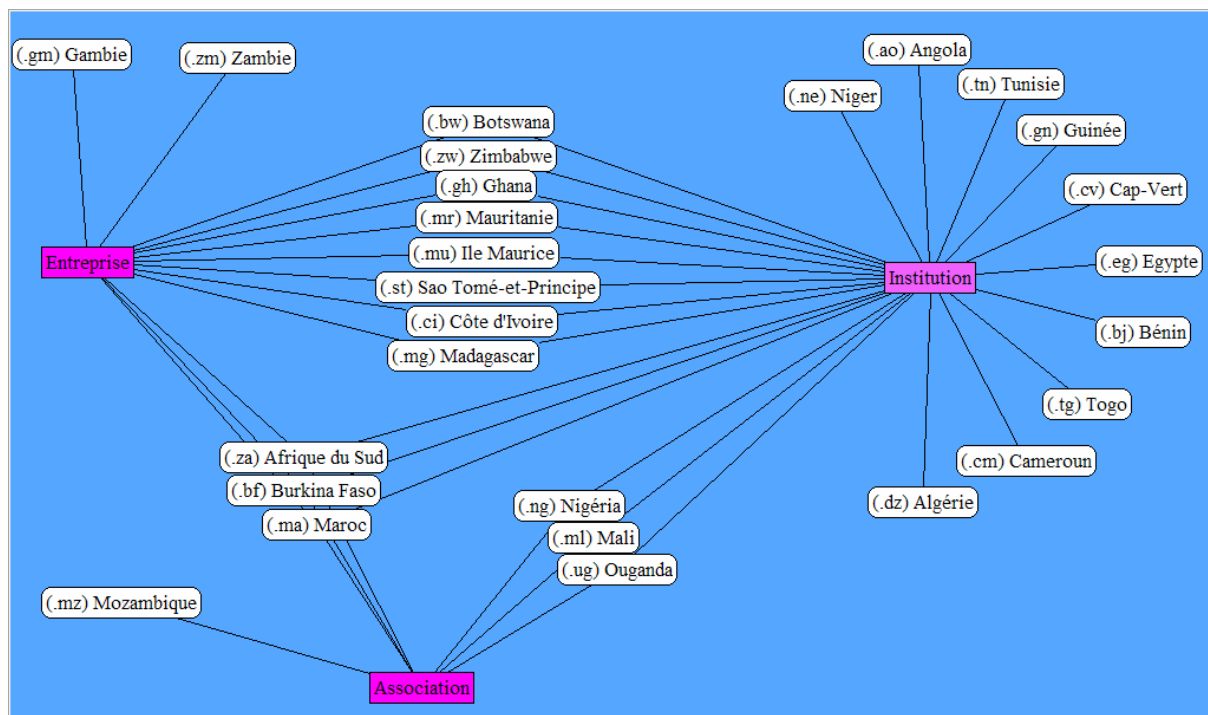 (.gm) Gambie
(.zm) Zambie
(.ao) Angola
(.tn) Tunisie
(.ne) Niger
(.gn) Guinée
(.bw) Botswana
(.zw) Zimbabwe
(.gh) Ghana
(.cv) Cap-Vert
(.mr) Mauritanie
(.mu) Ile Maurice
Entreprise
(.eg) Egypte
Institution
(.st) Sao Tomé-et-Principe
(.ci) Côte d'Ivoire
(.bj) Bénin
(.mg) Madagascar
(.tg) Togo
(.za) Afrique du Sud
(.cm) Cameroun
(.bf) Burkina Faso
(.dz) Algérie
(.ng) Nigéria
(.ma) Maroc
(.ml) Mali
(.ug) Ouganda
(.mz) Mozambique
Association